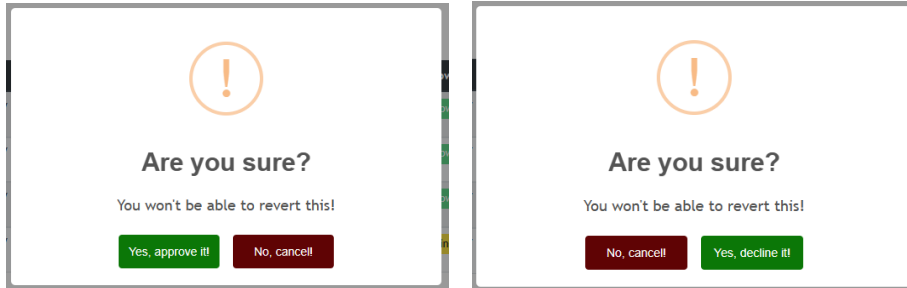 !
Are you sure?
You won't be able to revert this!
Yes, approve it!
No, cancel!
!
Are you sure?
You won't be able to revert this!
No, cancel!
Yes, decline it!